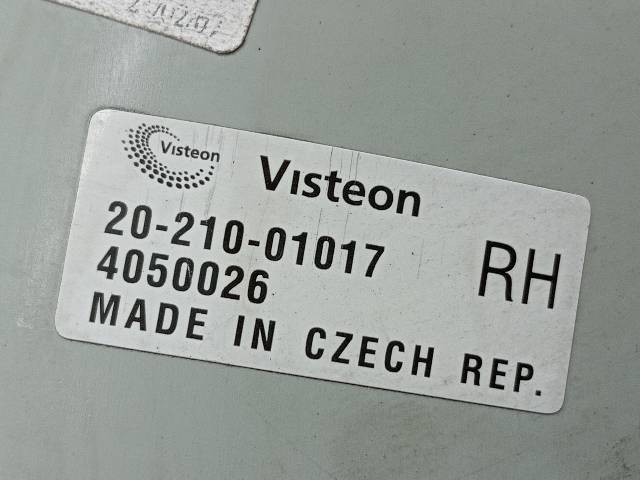 Visteon
Visteon
20-210-01017
RH
4050026
MADE IN CZECH REP.